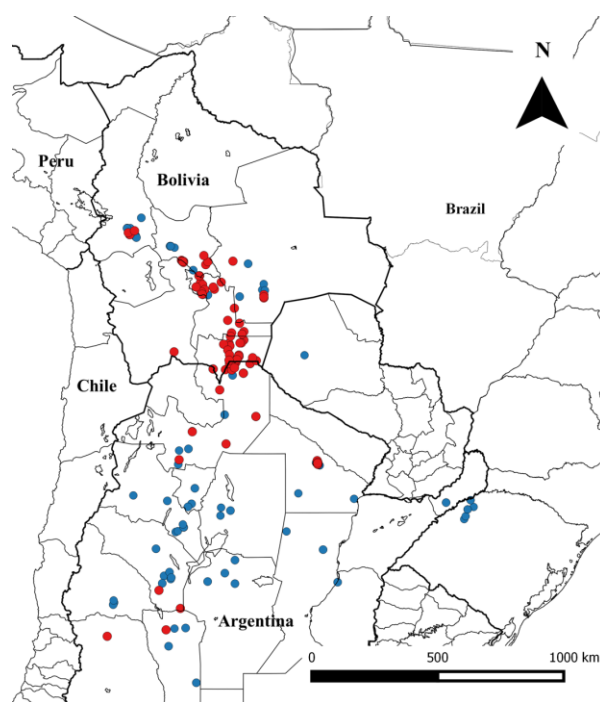 N
Peru
Bolivia
Brazil
Chile
Argentina
0 500 1000 km